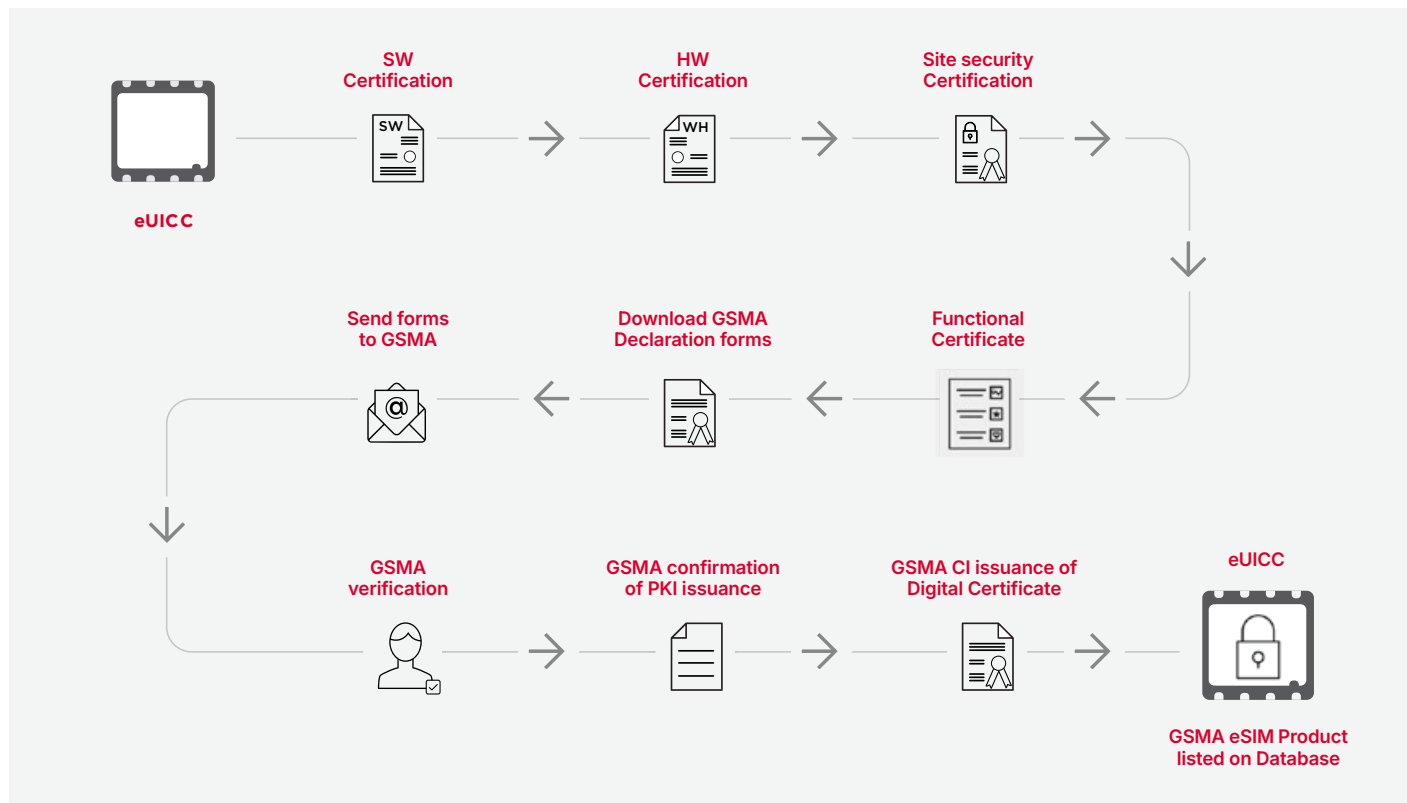 SW
Certification
HW
Certification
Site security
Certification
SW
WH
eUICC
Send forms
to GSMA
Download GSMA
Declaration forms
Functional
Certificate
@
GSMA
verification
GSMA confirmation
of PKI issuance
GSMA CI issuance of
Digital Certificate
eUICC
GSMA eSIM Product
listed on Database